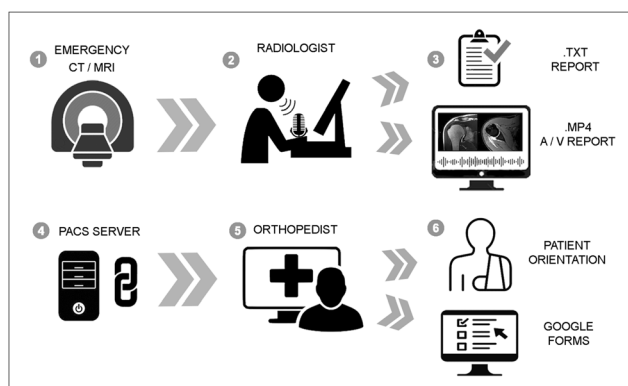 1
EMERGENCY
CT / MRI
2
RADIOLOGIST
3
.TXT
REPORT
.MP4
A / V REPORT
4
PACS SERVER
5
ORTHOPEDIST
6
PATIENT
ORIENTATION
GOOGLE
FORMS